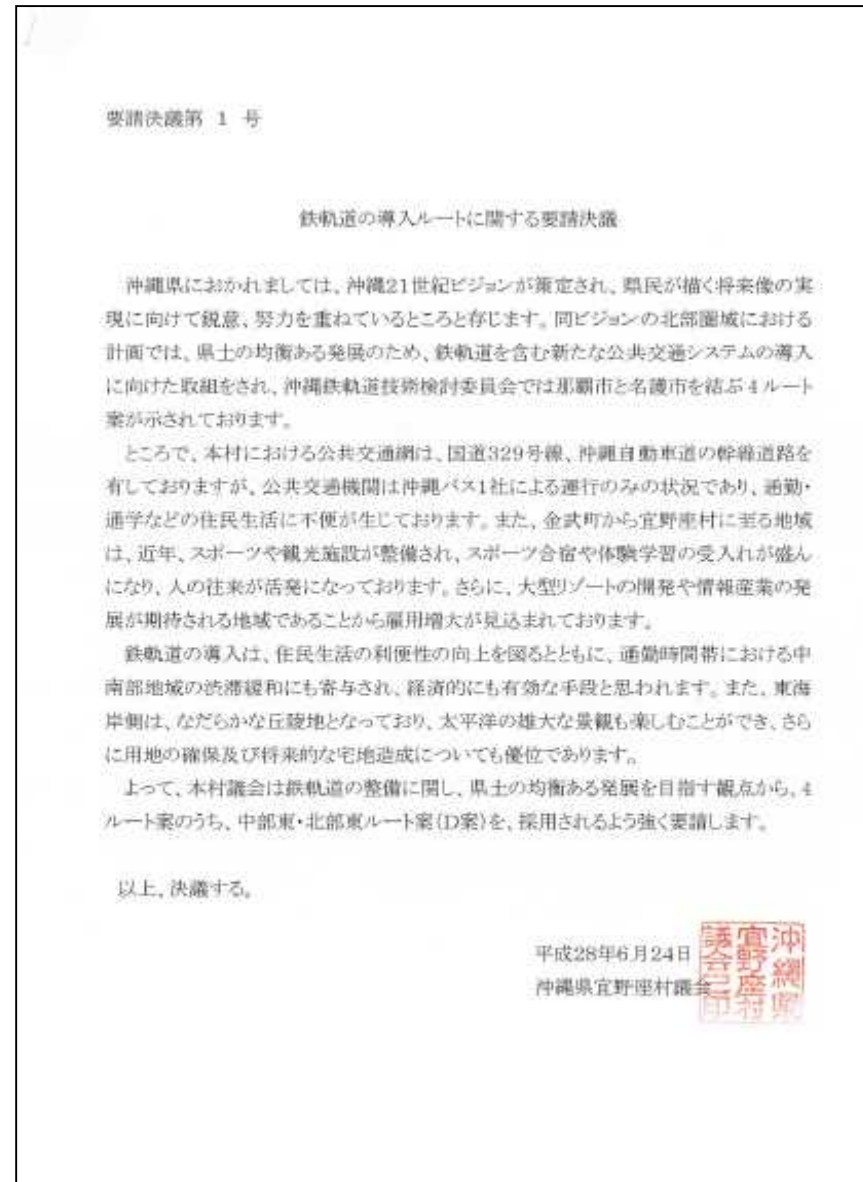 要請決議第 1 号
鉄軌道の導入ルートに関する要請決議
沖縄県におかれましては、沖縄21世紀ビジョンが策定され、県民が描く将来像の実
現に向けて鋭意、努力を重ねているところと存じます。同ビジョンの北部圏域における
計画では、県土の均衡ある発展のため、鉄軌道を含む新たな公共交通システムの導入
に向けた取組をされ、沖縄鉄軌道技術検討委員会では那覇市と名護市を結ぶ4ルート
案が示されております。
ところで、本村における公共交通網は、国道329号線、沖縄自動車道の幹線道路を
有しておりますが、公共交通機関は沖縄バス1社による運行のみの状況であり、通勤・
通学などの住民生活に不便が生じております。また、金武町から宜野座村に至る地域
は、近年、スポーツや観光施設が整備され、スポーツ合宿や体験学習の受入れが盛ん
になり、人の往来が活発になっております。さらに、大型リゾートの開発や情報産業の発
展が期待される地域であることから雇用増大が見込まれております。
鉄軌道の導入は、住民生活の利便性の向上を図るとともに、通勤時間帯における中
南部地域の渋滞緩和にも寄与され、経済的にも有効な手段と思われます。また、東海
岸側は、なだらかな丘陵地となっており、太平洋の雄大な景観も楽しむことができ、さら
に用地の確保及び将来的な宅地造成についても優位であります。
よって、本村議会は鉄軌道の整備に関し、県土の均衡ある発展を目指す観点から、4
ルート案のうち、中部東・北部東ルート案(D案)を、採用されるよう強く要請します。
以上、決議する。
平成28年6月24日
沖縄県宜野座村議会
沖縄県
宜野座村
議会之印